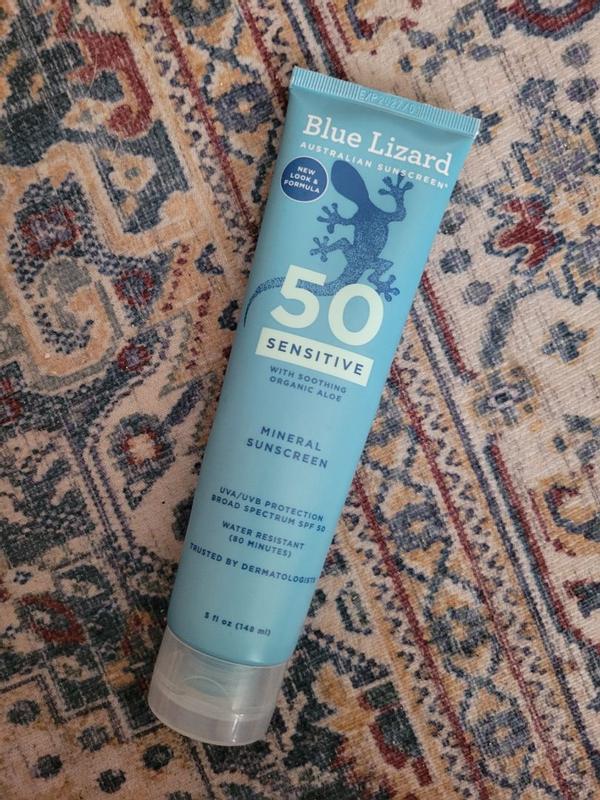 Blue Lizard
AUSTRALIAN SUNSCREEN®
NEW
LOOK &
FORMULA
50
SENSITIVE
WITH SOOTHING
ORGANIC ALOE
MINERAL
SUNSCREEN
UVA/UVB PROTECTION
BROAD SPECTRUM SPF 50
WATER RESISTANT
(80 MINUTES)
TRUSTED BY DERMATOLOGISTS
5 fl oz (148 ml)